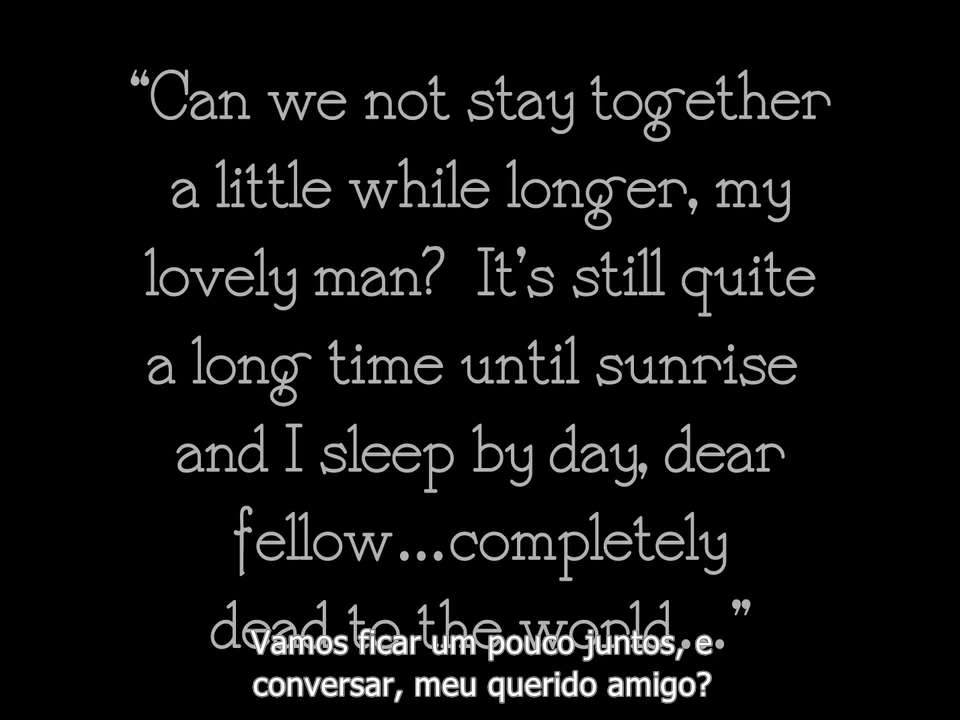 “Can we not stay together
a little while longer, my
lovely man? It’s still quite
a long time until sunrise
and I sleep by day, dear
fellow...completely
dead to the world...”
Vamos ficar um pouco juntos, e
conversar, meu querido amigo?